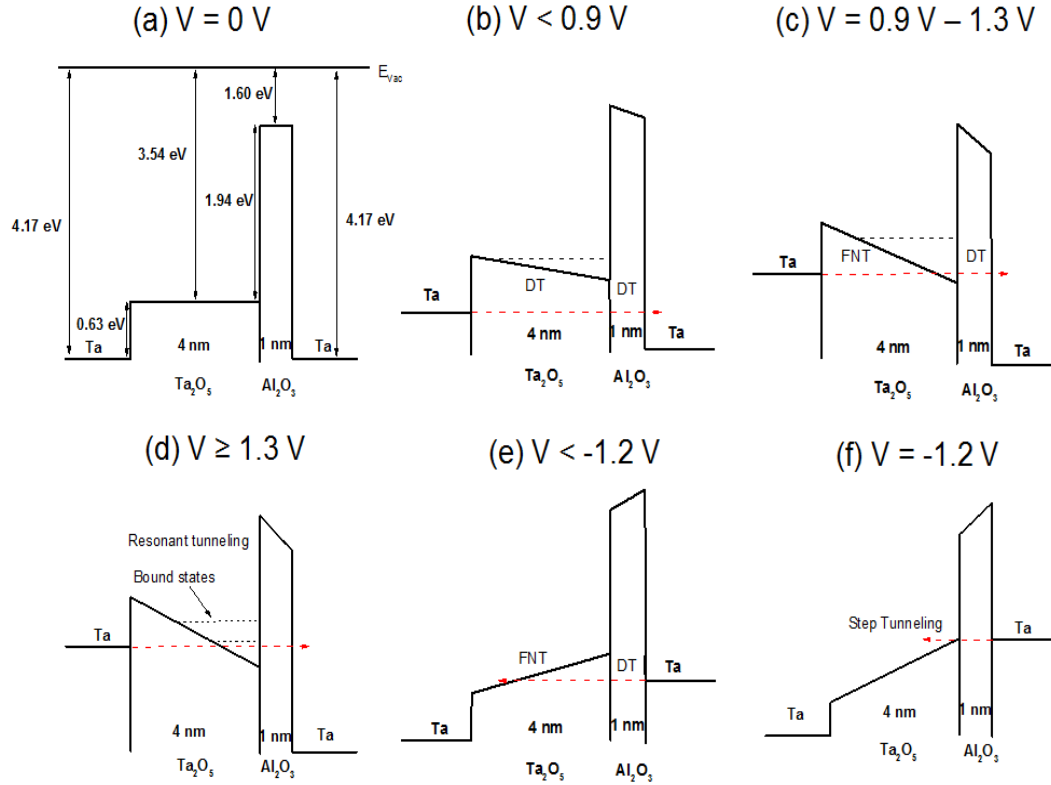 (a) V = 0 V
(b) V < 0.9 V
(c) V = 0.9 V – 1.3 V
E_Vac
1.60 eV
3.54 eV
1.94 eV
4.17 eV
4.17 eV
0.63 eV
Ta
4 nm
1 nm
Ta
Ta₂O₅
Al₂O₃
Ta
DT
DT
Ta
4 nm
1 nm
Ta₂O₅
Al₂O₃
Ta
FNT
DT
Ta
4 nm
1 nm
Ta₂O₅
Al₂O₃
(d) V ≥ 1.3 V
(e) V < -1.2 V
(f) V = -1.2 V
Resonant tunneling
Bound states
Ta
4 nm
1 nm
Ta
Ta₂O₅
Al₂O₃
FNT
DT
Ta
Ta
4 nm
1 nm
Ta₂O₅
Al₂O₃
Step Tunneling
Ta
Ta
4 nm
1 nm
Ta₂O₅
Al₂O₃